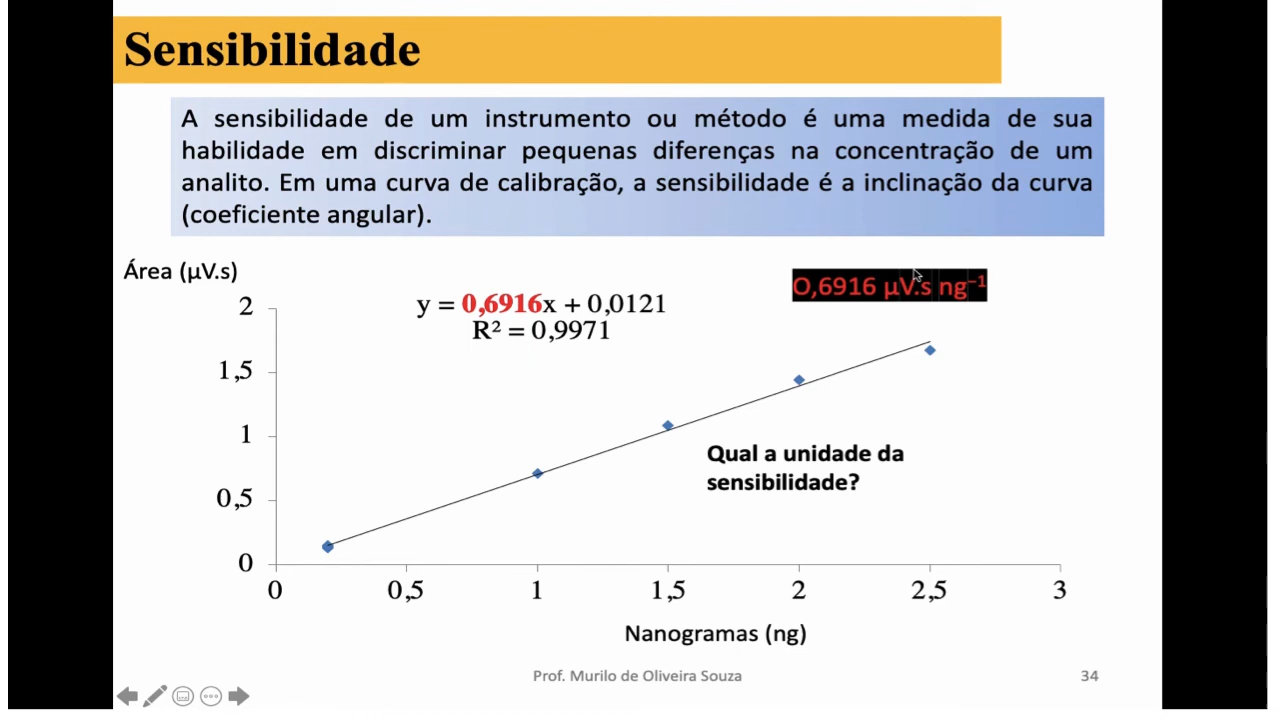 Sensibilidade
A sensibilidade de um instrumento ou método é uma medida de sua
habilidade em discriminar pequenas diferenças na concentração de um
analito. Em uma curva de calibração, a sensibilidade é a inclinação da curva
(coeficiente angular).
Área (µV.s)
O,6916 µV.s ng⁻¹
y = 0,6916x + 0,0121
R² = 0,9971
2
1,5
1
0,5
0
Qual a unidade da
sensibilidade?
0 0,5 1 1,5 2 2,5 3
Nanogramas (ng)
Prof. Murilo de Oliveira Souza
34